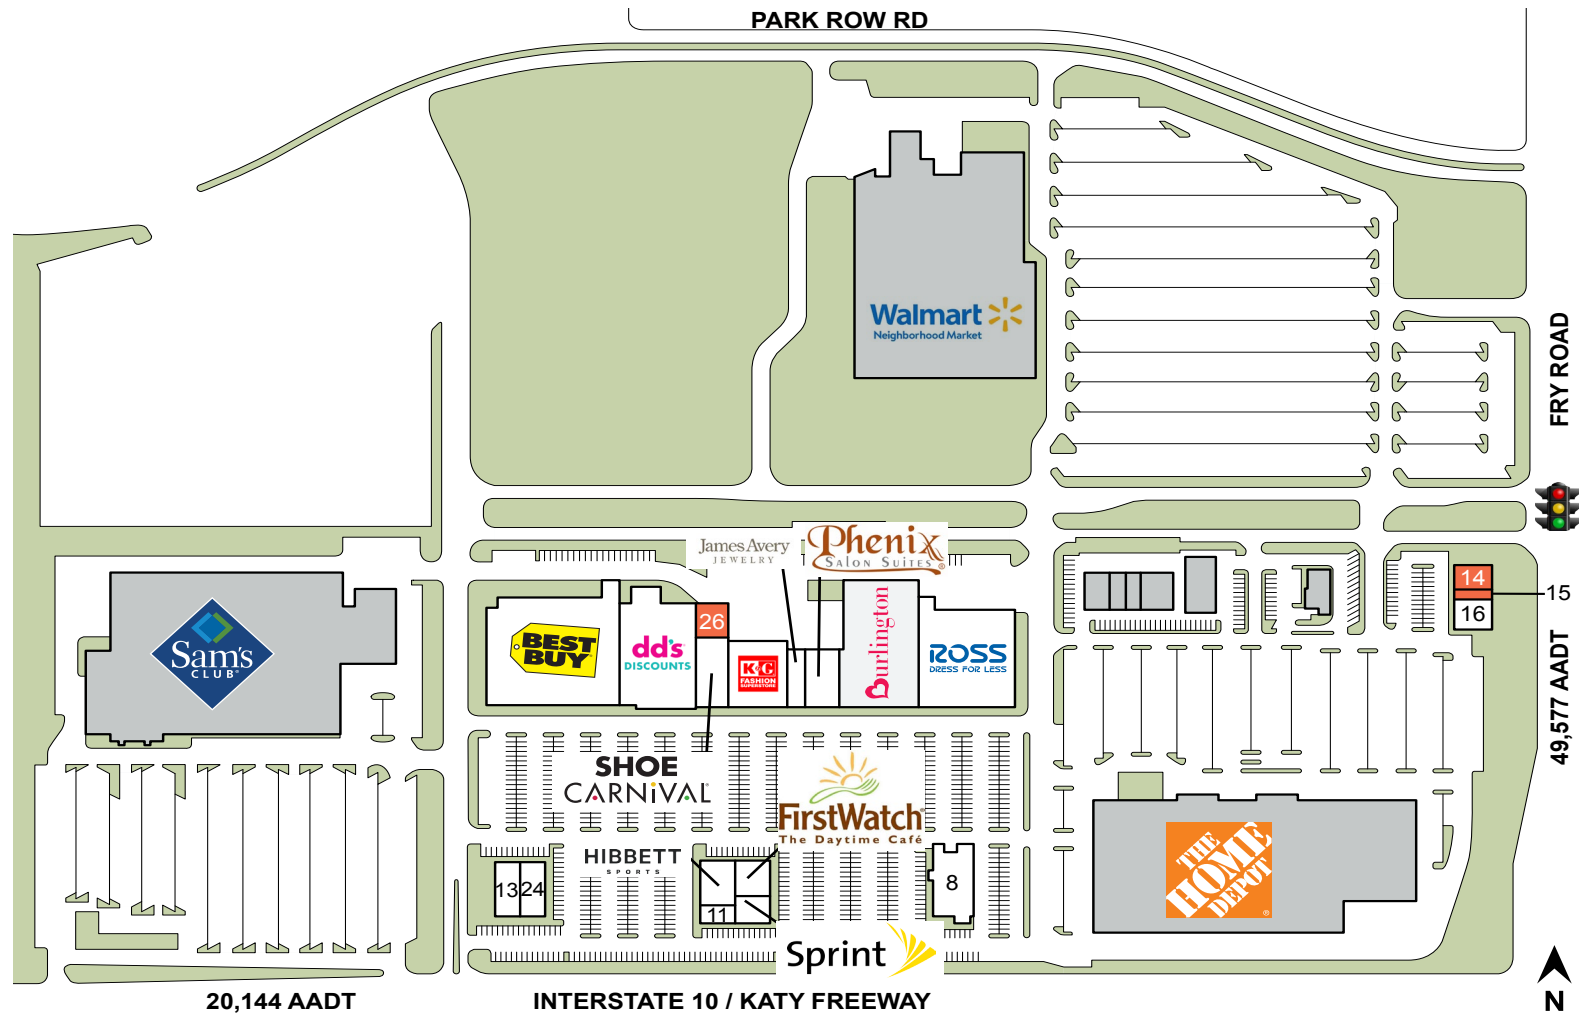 PARK ROW RD
Walmart
Neighborhood Market
FRY ROAD
James Avery
JEWELRY
Phenix
SALON SUITES®
14
15
16
Sam's
CLUB®
BEST
BUY
dd's
DISCOUNTS
26
K&G
FASHION
SUPERSTORE
Burlington
ROSS
DRESS FOR LESS
49,577 AADT
SHOE
CARNIVAL®
FirstWatch®
The Daytime Café
HIBBETT
SPORTS
13
24
11
8
THE
HOME
DEPOT
®
Sprint
20,144 AADT
INTERSTATE 10 / KATY FREEWAY
N